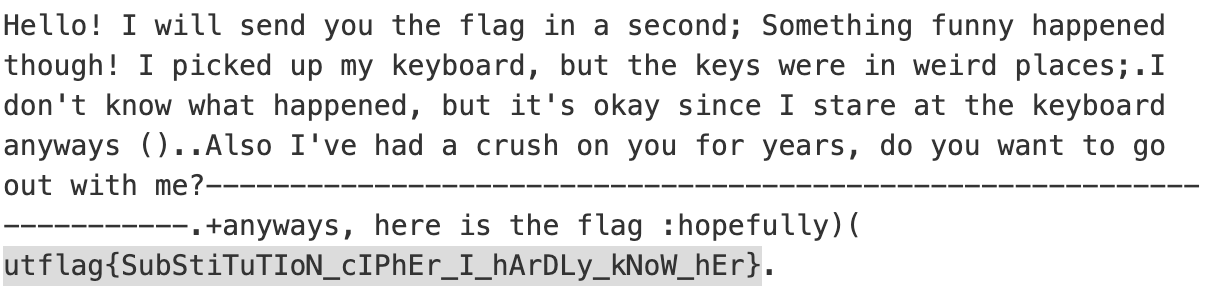 Hello! I will send you the flag in a second; Something funny happened
though! I picked up my keyboard, but the keys were in weird places;.I
don't know what happened, but it's okay since I stare at the keyboard
anyways ()..Also I've had a crush on you for years, do you want to go
out with me?-----------------------------------------------------------
-----------.+anyways, here is the flag :hopefully)(
utflag{SubStiTuTIoN_cIPhEr_I_hArDLy_kNoW_hEr}.